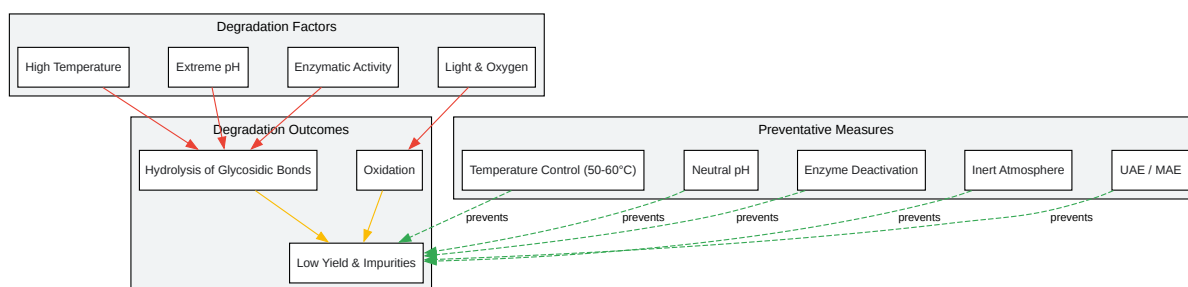 Degradation Factors
High Temperature
Extreme pH
Enzymatic Activity
Light & Oxygen
Degradation Outcomes
Preventative Measures
Hydrolysis of Glycosidic Bonds
Oxidation
Temperature Control (50-60°C)
Neutral pH
Enzyme Deactivation
Inert Atmosphere
UAE / MAE
prevents
prevents
prevents
prevents
prevents
Low Yield & Impurities